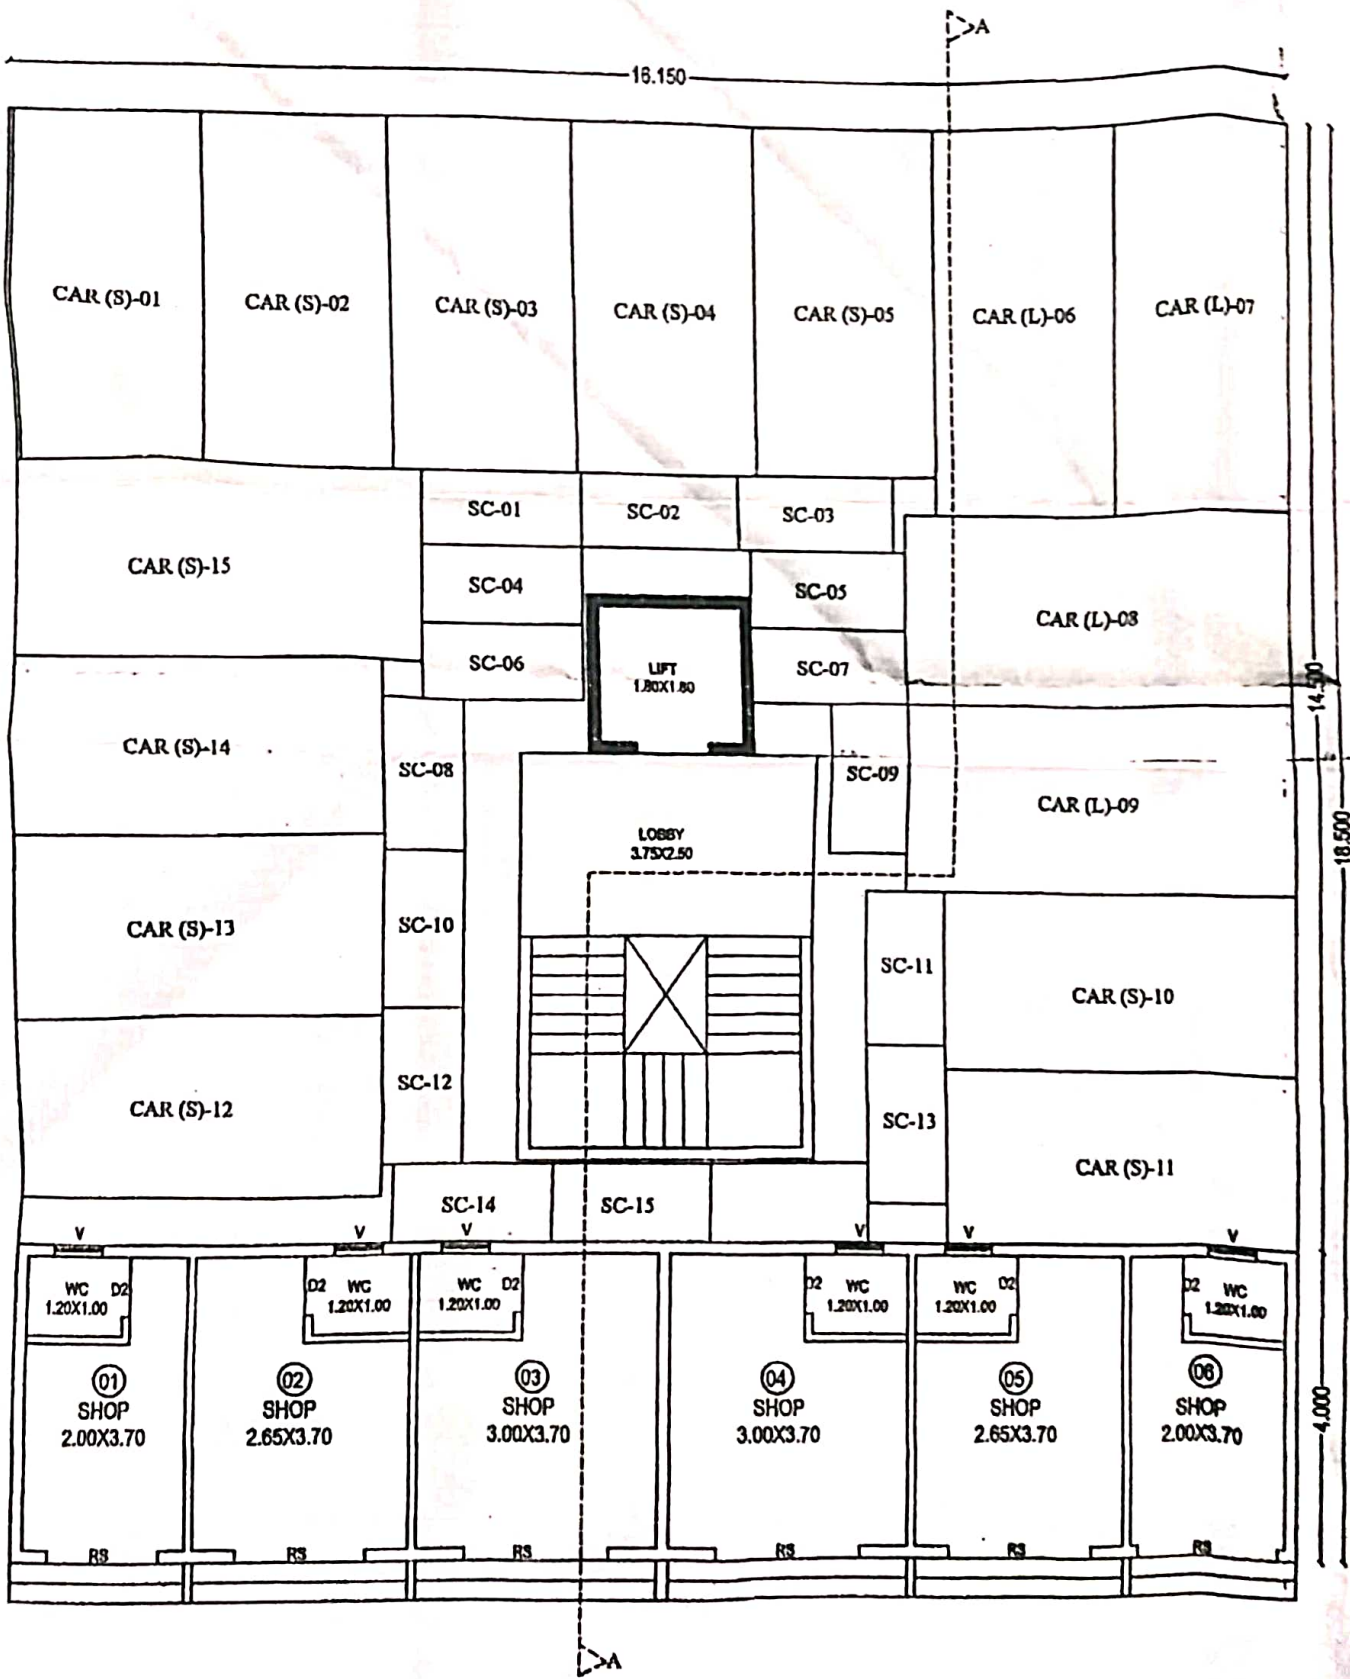 A
16.150
CAR (S)-01
CAR (S)-02
CAR (S)-03
CAR (S)-04
CAR (S)-05
CAR (L)-06
CAR (L)-07
SC-01
SC-02
SC-03
CAR (S)-15
SC-04
SC-05
CAR (L)-08
SC-06
LIFT
1.80X1.80
SC-07
14.500
CAR (S)-14
SC-08
SC-09
CAR (L)-09
LOBBY
3.75X2.50
18.500
CAR (S)-13
SC-10
SC-11
CAR (S)-10
CAR (S)-12
SC-12
SC-13
CAR (S)-11
SC-14
SC-15
V
V
V
V
V
V
WC
1.20X1.00
D2
D2
WC
1.20X1.00
WC
1.20X1.00
D2
D2
WC
1.20X1.00
WC
1.20X1.00
D2
D2
WC
1.20X1.00
01
SHOP
2.00X3.70
02
SHOP
2.65X3.70
03
SHOP
3.00X3.70
04
SHOP
3.00X3.70
05
SHOP
2.65X3.70
06
SHOP
2.00X3.70
4.000
RS
RS
RS
RS
RS
RS
A